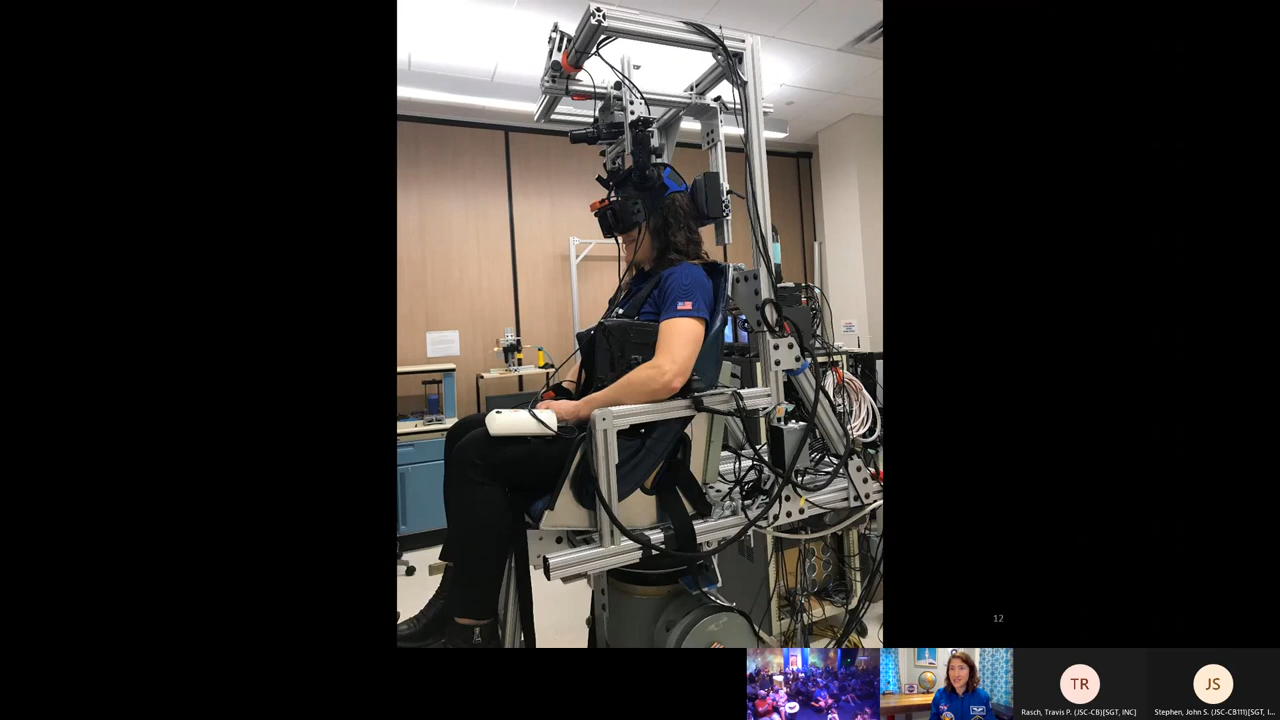 12
TR
JS
Rasch, Travis P. (JSC-CB)[SGT, INC]
Stephen, John S. (JSC-CB111)[SGT, I...